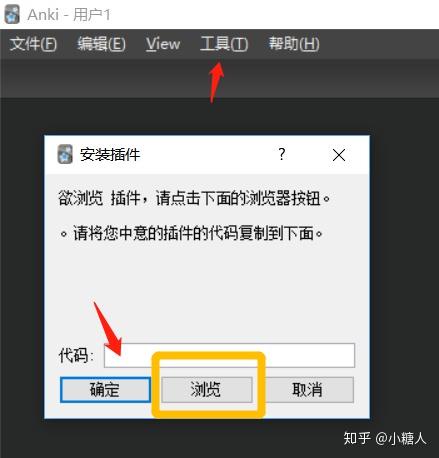 Anki - 用户1
文件(F) 编辑(E) View 工具(T) 帮助(H)
安装插件 ?
欲浏览 插件，请点击下面的浏览器按钮。
。请将您中意的插件的代码复制到下面。
代码:
确定 浏览 取消
知乎 @小糖人